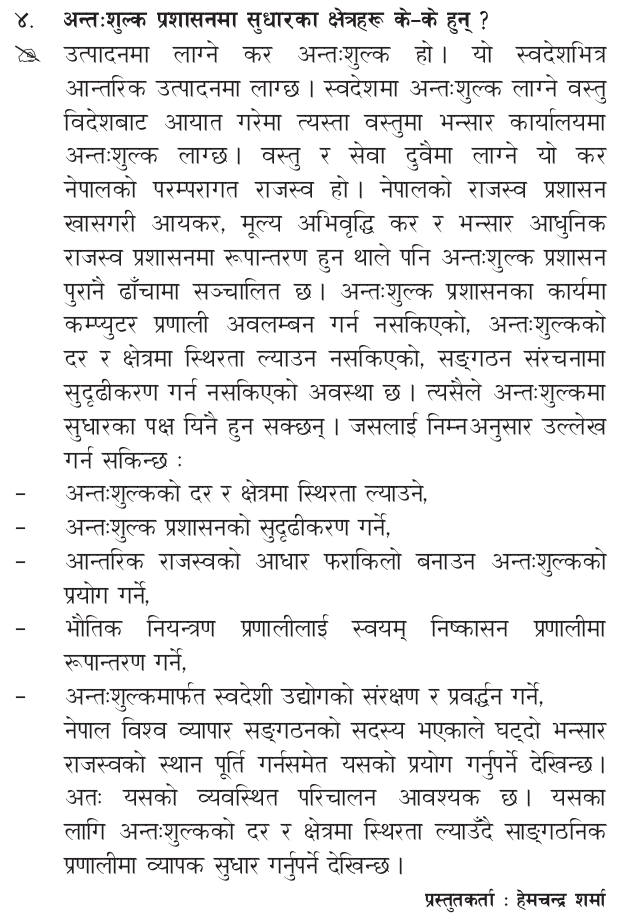 ४. अन्तःशुल्क प्रशासनमा सुधारका क्षेत्रहरू के-के हुन् ?
उत्पादनमा लाग्ने कर अन्तःशुल्क हो। यो स्वदेशभित्र
आन्तरिक उत्पादनमा लाग्छ । स्वदेशमा अन्तःशुल्क लाग्ने वस्तु
विदेशबाट आयात गरेमा त्यस्ता वस्तुमा भन्सार कार्यालयमा
अन्तःशुल्क लाग्छ। वस्तु र सेवा दुवैमा लाग्ने यो कर
नेपालको परम्परागत राजस्व हो। नेपालको राजस्व प्रशासन
खासगरी आयकर, मूल्य अभिवृद्धि कर र भन्सार आधुनिक
राजस्व प्रशासनमा रूपान्तरण हुन थाले पनि अन्तःशुल्क प्रशासन
पुरानै ढाँचामा सञ्चालित छ। अन्तःशुल्क प्रशासनका कार्यमा
कम्प्युटर प्रणाली अवलम्बन गर्न नसकिएको, अन्तःशुल्कको
दर र क्षेत्रमा स्थिरता ल्याउन नसकिएको, सङ्गठन संरचनामा
सुदृढीकरण गर्न नसकिएको अवस्था छ। त्यसैले अन्तःशुल्कमा
सुधारका पक्ष यिनै हुन सक्छन् । जसलाई निम्नअनुसार उल्लेख
गर्न सकिन्छ :
- अन्तःशुल्कको दर र क्षेत्रमा स्थिरता ल्याउने,
- अन्तःशुल्क प्रशासनको सुदृढीकरण गर्ने,
- आन्तरिक राजस्वको आधार फराकिलो बनाउन अन्तःशुल्कको
प्रयोग गर्ने,
- भौतिक नियन्त्रण प्रणालीलाई स्वयम् निष्कासन प्रणालीमा
रूपान्तरण गर्ने,
- अन्तःशुल्कमार्फत स्वदेशी उद्योगको संरक्षण र प्रवर्द्धन गर्ने,
नेपाल विश्व व्यापार सङ्गठनको सदस्य भएकाले घट्दो भन्सार
राजस्वको स्थान पूर्ति गर्नसमेत यसको प्रयोग गर्नुपर्ने देखिन्छ।
अतः यसको व्यवस्थित परिचालन आवश्यक छ। यसका
लागि अन्तःशुल्कको दर र क्षेत्रमा स्थिरता ल्याउँदै साङ्गठनिक
प्रणालीमा व्यापक सुधार गर्नुपर्ने देखिन्छ ।
प्रस्तुतकर्ता : हेमचन्द्र शर्मा